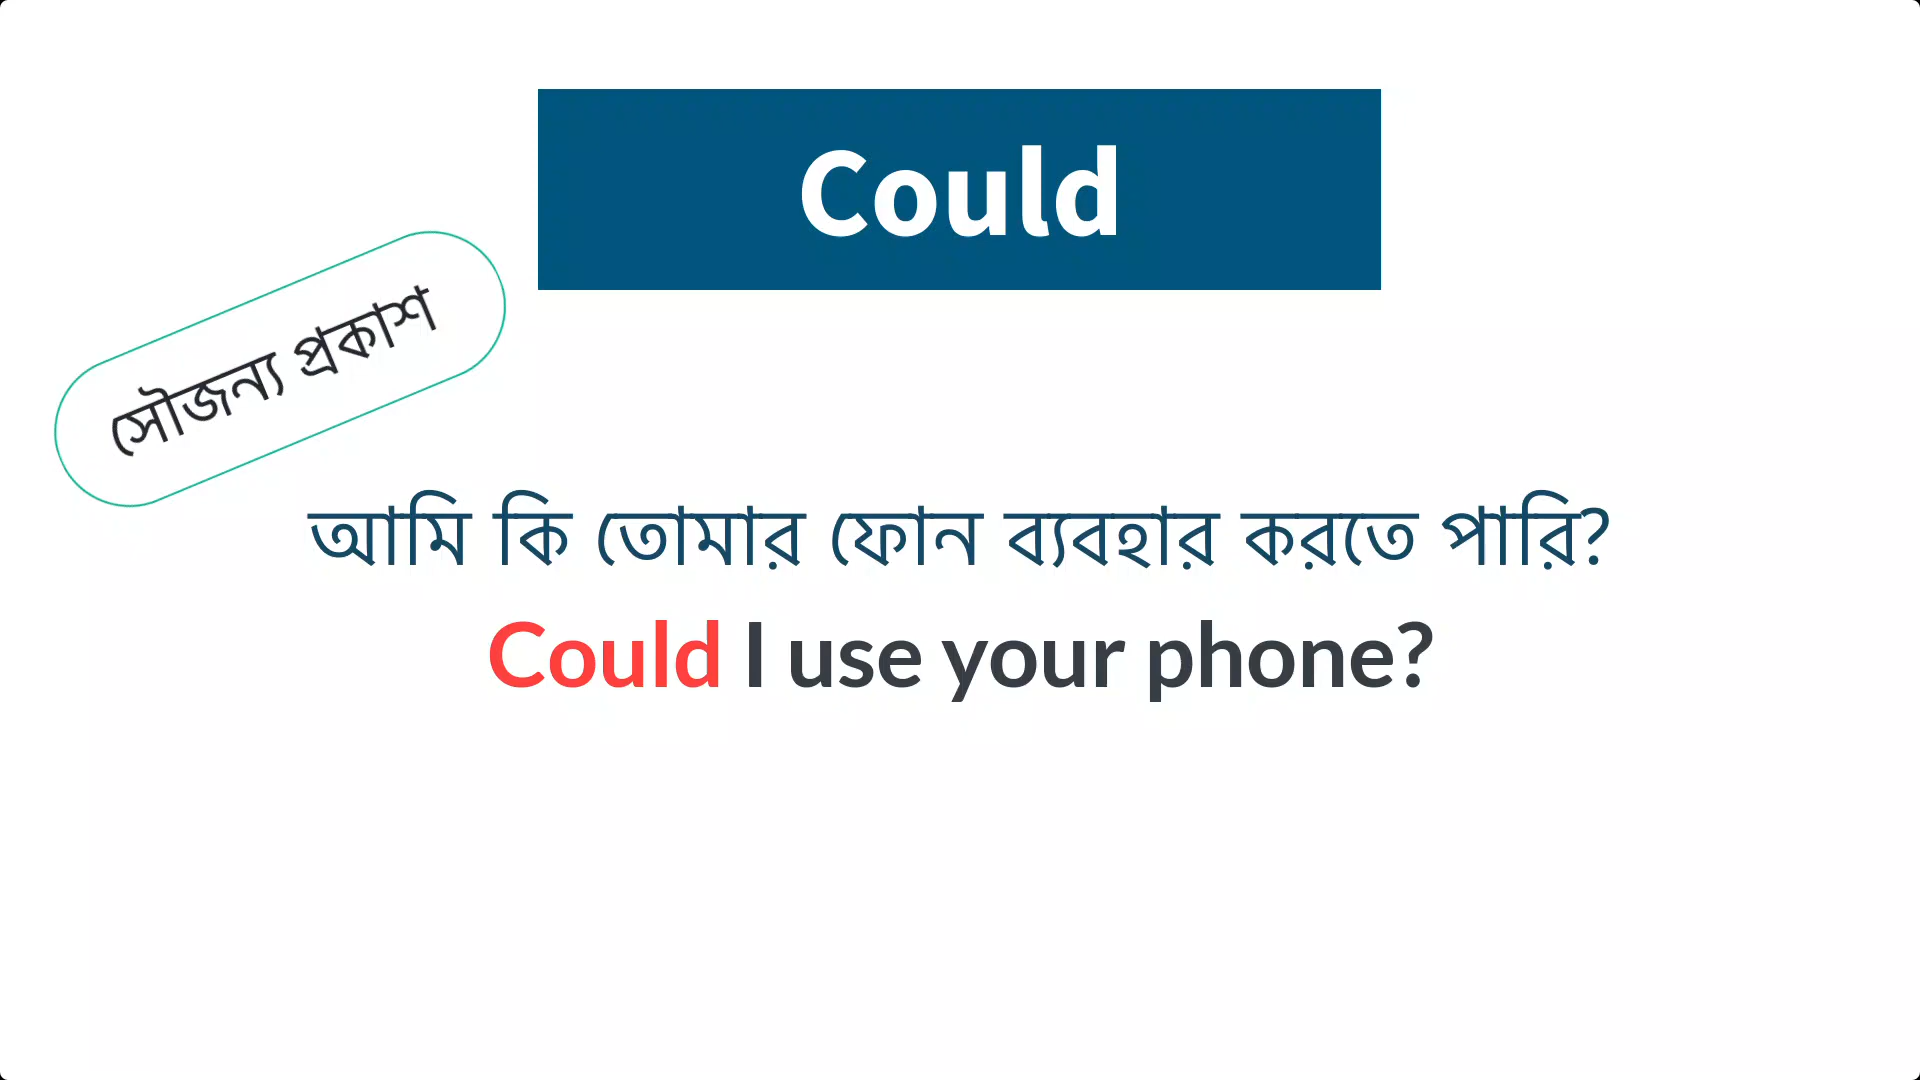 Could
সৌজন্য প্রকাশ
আমি কি তোমার ফোন ব্যবহার করতে পারি?
Could I use your phone?